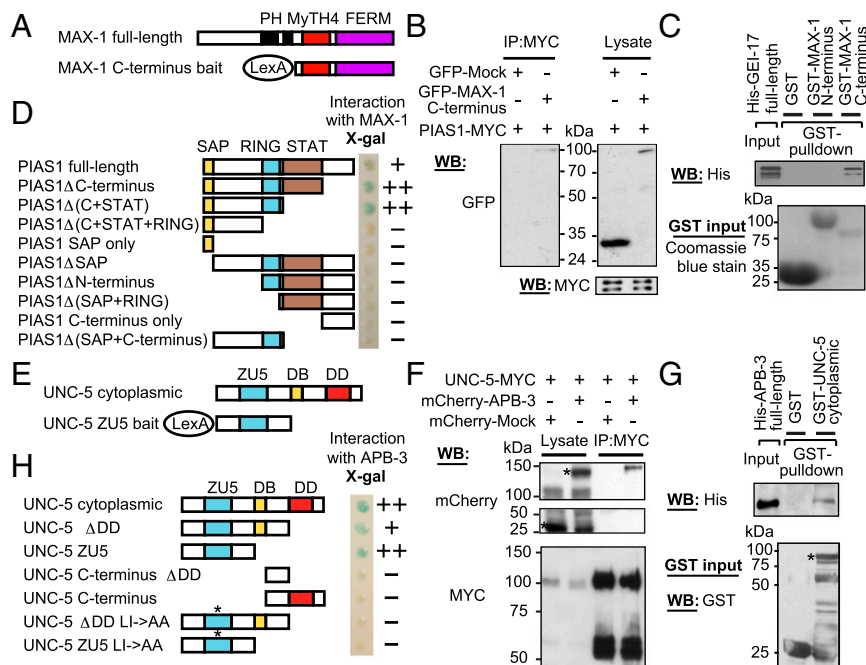 A
PH MyTH4 FERM
MAX-1 full-length
MAX-1 C-terminus bait
LexA
B
IP:MYC Lysate
GFP-Mock + +
GFP-MAX-1 C-terminus + +
PIAS1-MYC + + kDa + +
WB:
GFP
100
75
50
35
24
WB: MYC
C
His-GEI-17 full-length
GST
GST-MAX-1 N-terminus
GST-MAX-1 C-terminus
Input
GST-pulldown
WB: His
kDa
GST input
Coomassie blue stain
100
75
35
25
D
Interaction with MAX-1
X-gal
SAP RING STAT
PIAS1 full-length +
PIAS1Δ C-terminus ++
PIAS1Δ(C+STAT) ++
PIAS1Δ(C+STAT+RING) –
PIAS1 SAP only –
PIAS1ΔSAP –
PIAS1ΔN-terminus –
PIAS1Δ(SAP+RING) –
PIAS1 C-terminus only –
PIAS1Δ(SAP+C-terminus) –
E
ZU5 DB DD
UNC-5 cytoplasmic
UNC-5 ZU5 bait
LexA
F
UNC-5-MYC + + + +
mCherry-APB-3 + +
mCherry-Mock + +
WB:
kDa
Lysate IP:MYC
mCherry
150
*
100
50
25
*
MYC
150
100
75
50
G
His-APB-3 full-length
GST
GST-UNC-5 cytoplasmic
Input
GST-pulldown
WB: His
kDa
GST input
WB: GST
100
75
*
50
25
H
Interaction with APB-3
X-gal
ZU5 DB DD
UNC-5 cytoplasmic ++
UNC-5 ΔDD +
UNC-5 ZU5 ++
UNC-5 C-terminus ΔDD –
UNC-5 C-terminus –
*
UNC-5 ΔDD LI->AA –
*
UNC-5 ZU5 LI->AA –